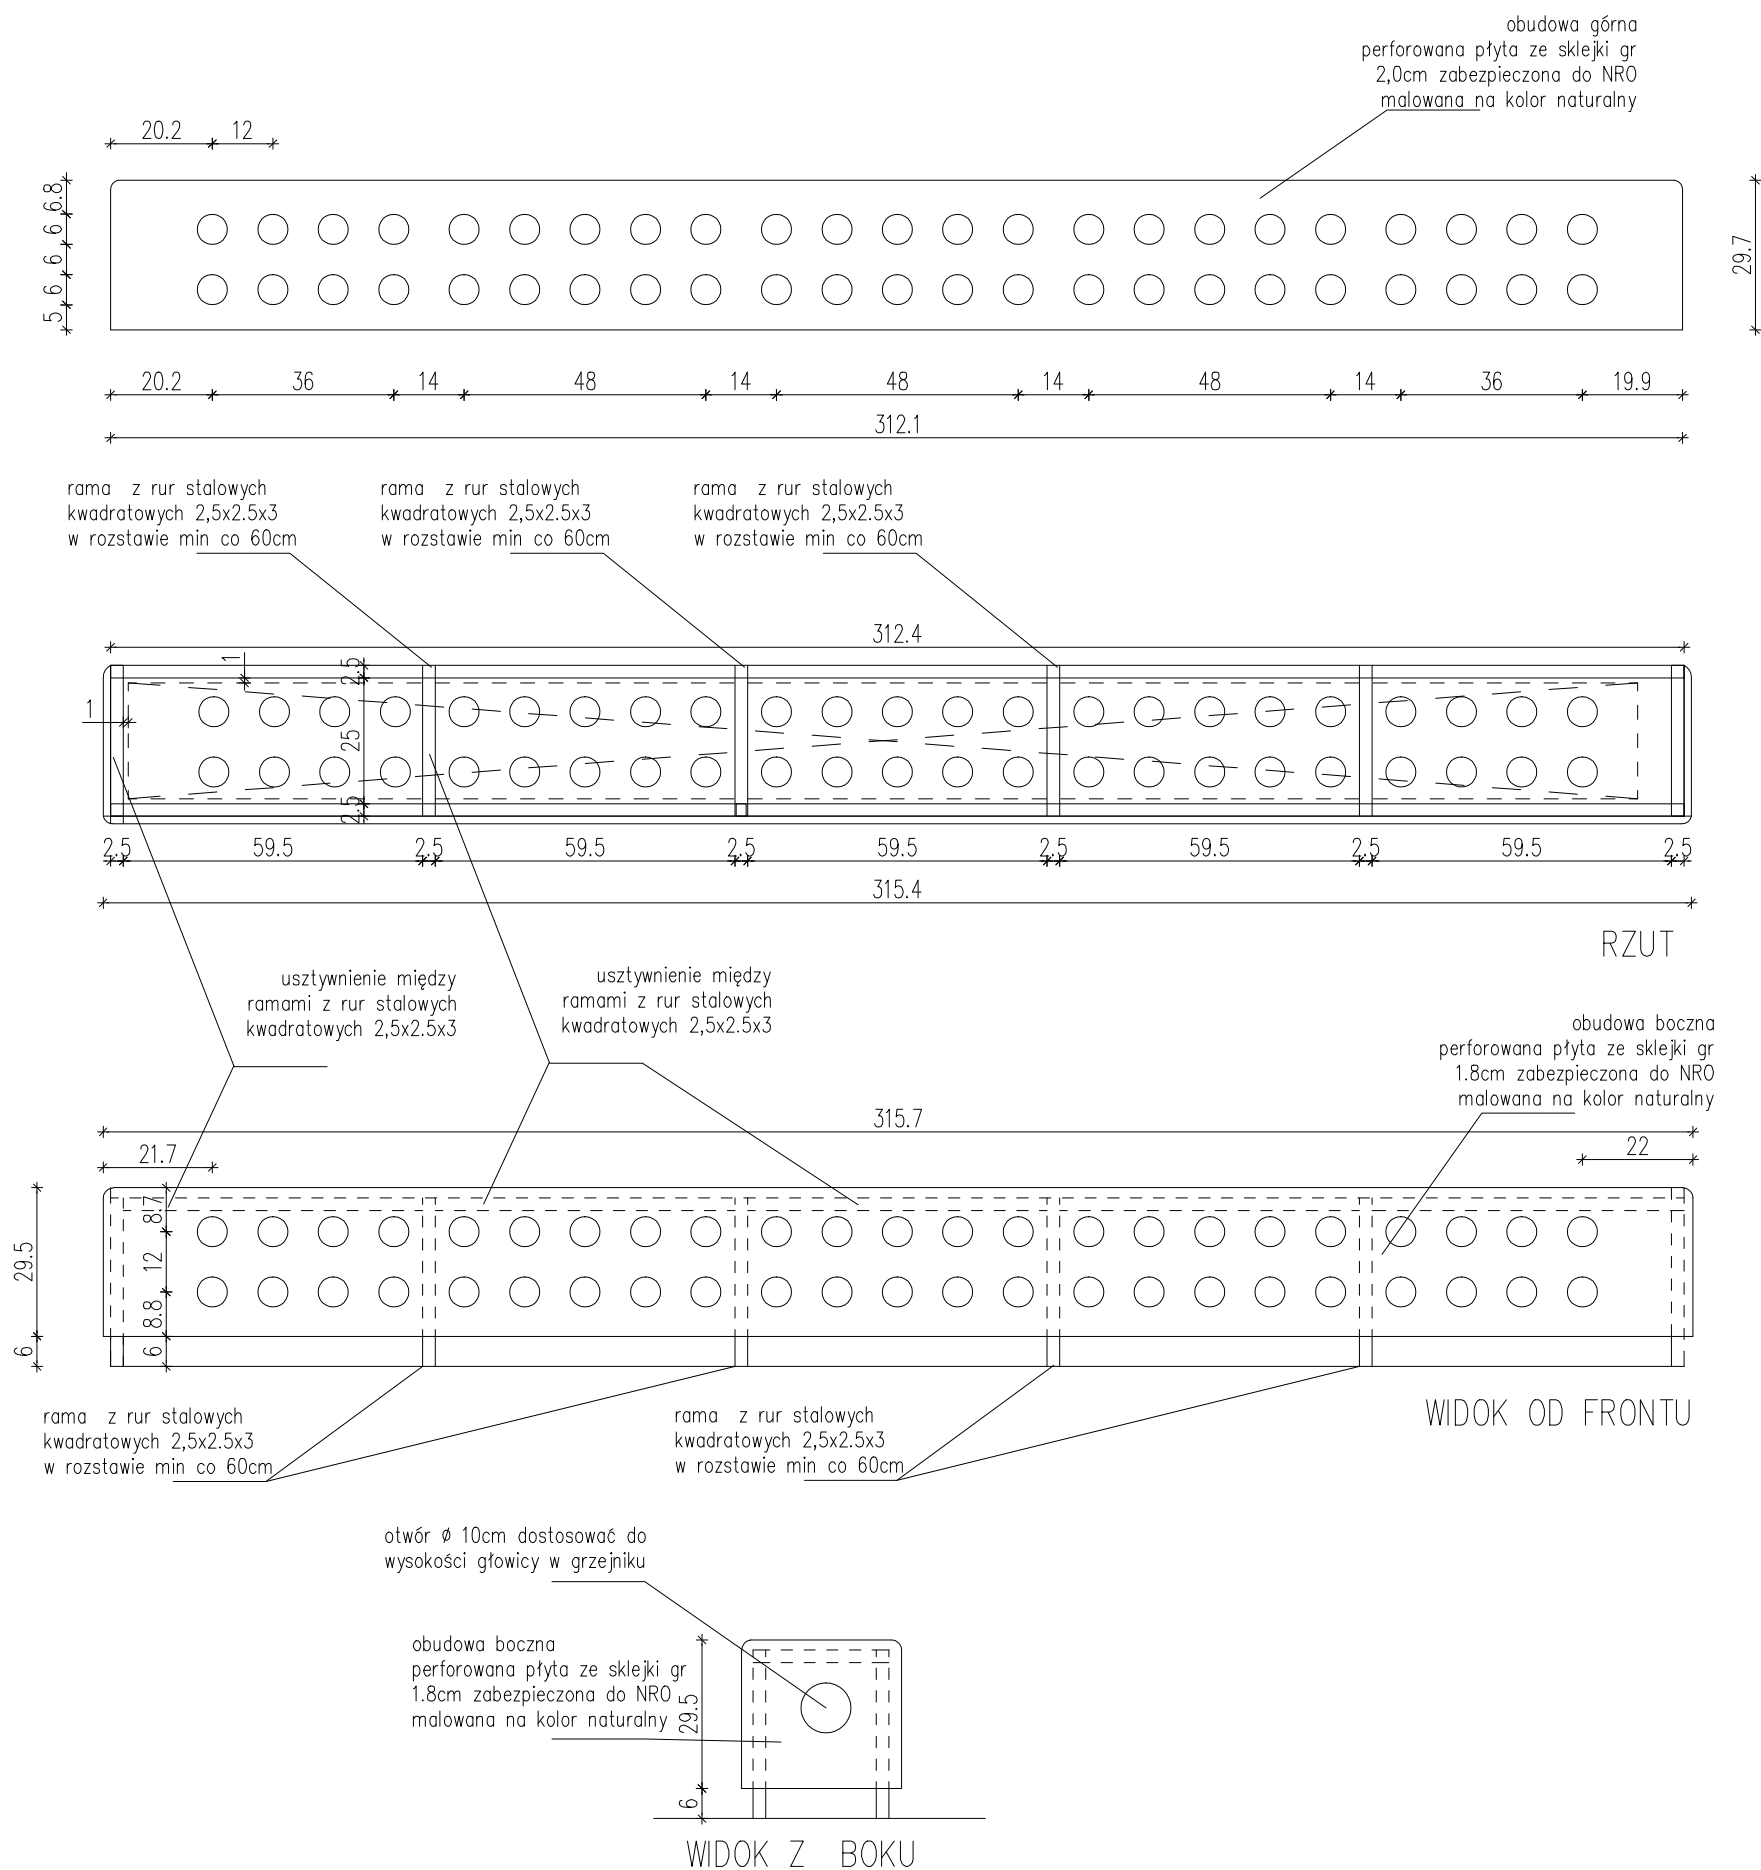 obudowa górna
perforowana płyta ze sklejki gr
2,0cm zabezpieczona do NRO
malowana na kolor naturalny
20.2 12
6.8
6
6
6
5
29.7
20.2 36 14 48 14 48 14 48 14 36 19.9
312.1
rama z rur stalowych
kwadratowych 2,5x2.5x3
w rozstawie min co 60cm
rama z rur stalowych
kwadratowych 2,5x2.5x3
w rozstawie min co 60cm
rama z rur stalowych
kwadratowych 2,5x2.5x3
w rozstawie min co 60cm
312.4
1
2.5
1
25
2.5
2.5 59.5 2.5 59.5 2.5 59.5 2.5 59.5 2.5 59.5 2.5
315.4
RZUT
usztywnienie między
ramami z rur stalowych
kwadratowych 2,5x2.5x3
usztywnienie między
ramami z rur stalowych
kwadratowych 2,5x2.5x3
obudowa boczna
perforowana płyta ze sklejki gr
1.8cm zabezpieczona do NRO
malowana na kolor naturalny
315.7
21.7
22
8.7
12
8.8
6
29.5
6
WIDOK OD FRONTU
rama z rur stalowych
kwadratowych 2,5x2.5x3
w rozstawie min co 60cm
rama z rur stalowych
kwadratowych 2,5x2.5x3
w rozstawie min co 60cm
otwór ø 10cm dostosować do
wysokości głowicy w grzejniku
obudowa boczna
perforowana płyta ze sklejki gr
1.8cm zabezpieczona do NRO
malowana na kolor naturalny
29.5
6
WIDOK Z BOKU